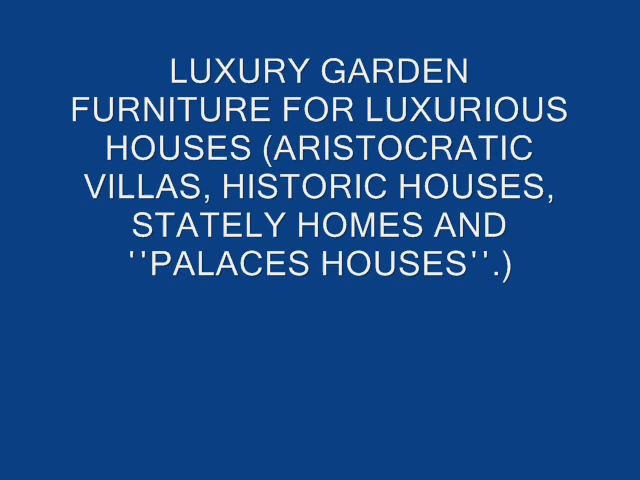 LUXURY GARDEN
FURNITURE FOR LUXURIOUS
HOUSES (ARISTOCRATIC
VILLAS, HISTORIC HOUSES,
STATELY HOMES AND
''PALACES HOUSES''.)